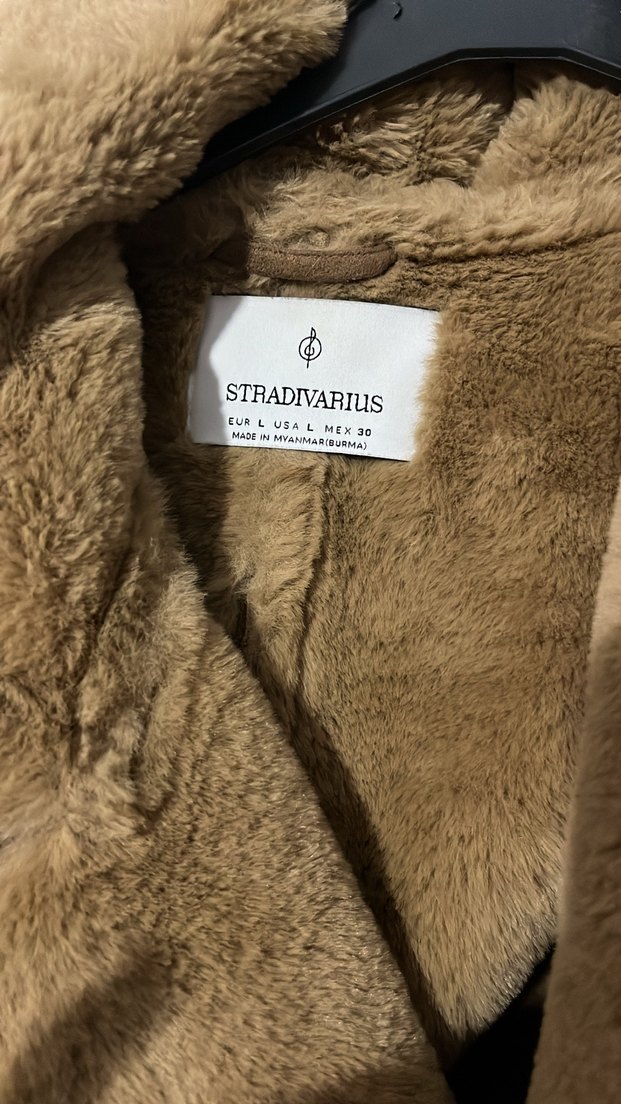 STRADIVARIUS
EUR L USA L MEX 30
MADE IN MYANMAR(BURMA)